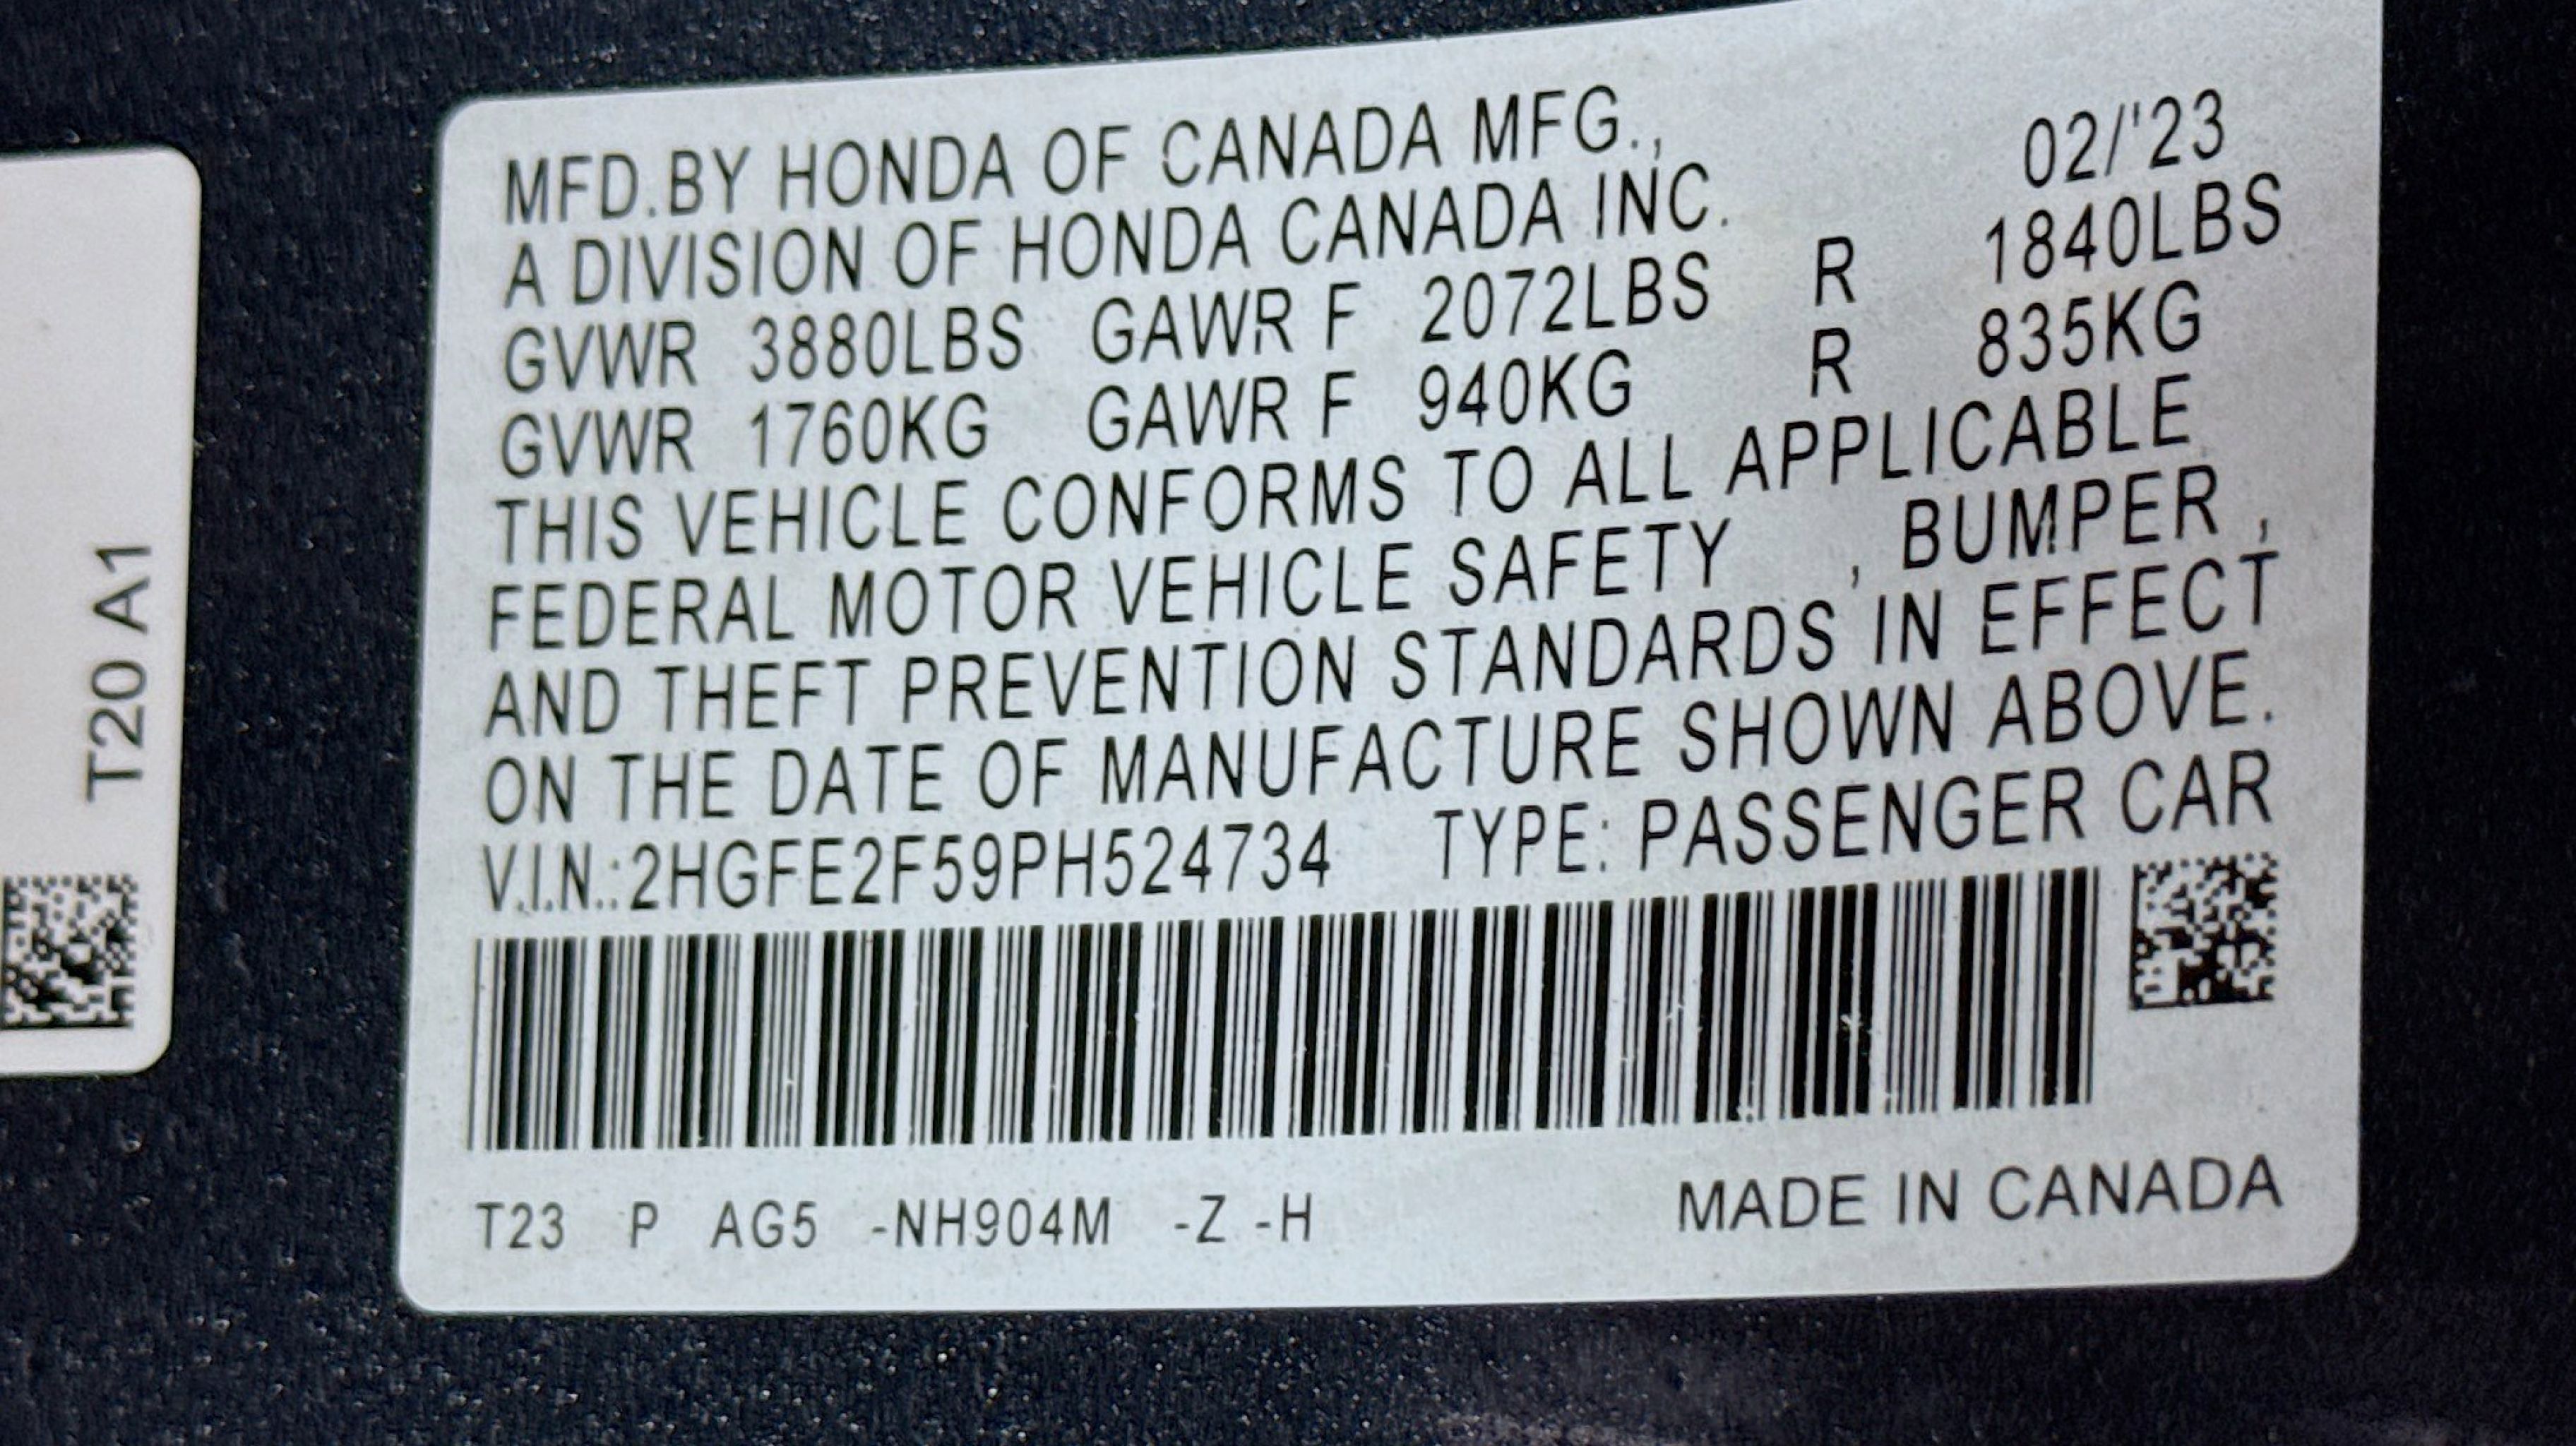 MFD.BY HONDA OF CANADA MFG., 02/'23
A DIVISION OF HONDA CANADA INC.
GVWR 3880LBS GAWR F 2072LBS R 1840LBS
GVWR 1760KG GAWR F 940KG R 835KG
THIS VEHICLE CONFORMS TO ALL APPLICABLE
FEDERAL MOTOR VEHICLE SAFETY , BUMPER ,
AND THEFT PREVENTION STANDARDS IN EFFECT
ON THE DATE OF MANUFACTURE SHOWN ABOVE.
V.I.N.:2HGFE2F59PH524734 TYPE: PASSENGER CAR
T23 P AG5 -NH904M -Z -H MADE IN CANADA
T20 A1